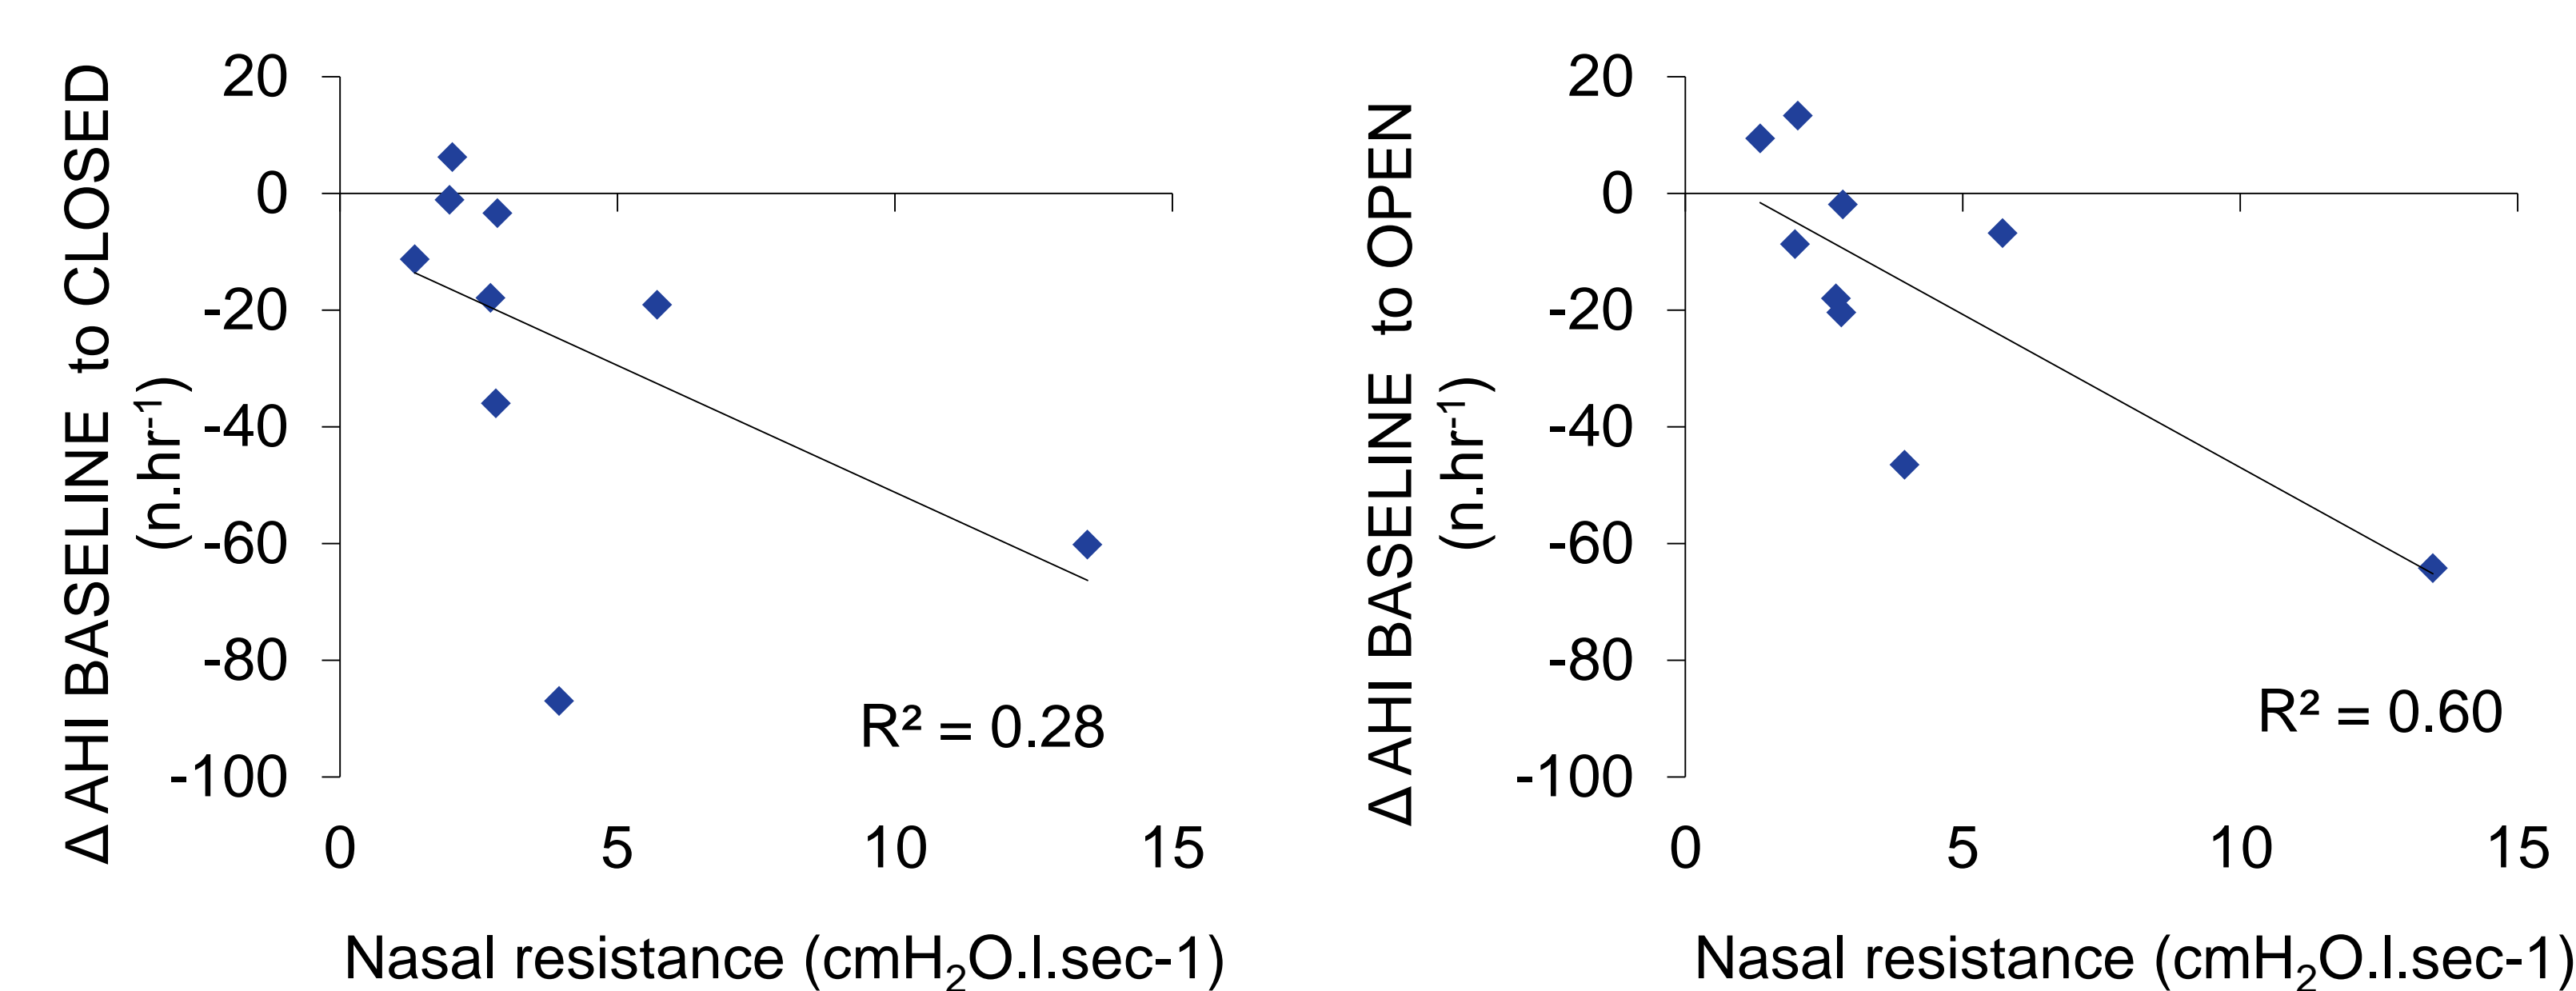 Δ AHI BASELINE to CLOSED
(n.hr-1)
20
0
-20
-40
-60
-80
-100
0 5 10 15
R² = 0.28
Nasal resistance (cmH₂O.l.sec-1)
Δ AHI BASELINE to OPEN
(n.hr-1)
20
0
-20
-40
-60
-80
-100
0 5 10 15
R² = 0.60
Nasal resistance (cmH₂O.l.sec-1)